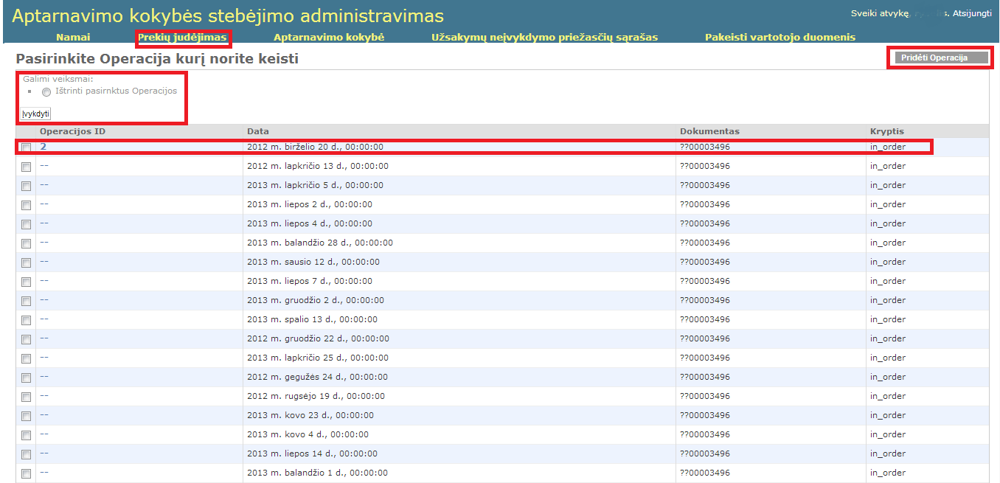 Aptarnavimo kokybės stebėjimo administravimas
Sveiki atvykę, Atsijungti
Namai Prekių judėjimas Aptarnavimo kokybė Užsakymų neįvykdymo priežasčių sąrašas Pakeisti vartotojo duomenis
Pasirinkite Operacija kurį norite keisti
Pridėti Operacija
Galimi veiksmai:
Ištrinti pasirnktus Operacijos
Įvykdyti
Operacijos ID Data Dokumentas Kryptis
2 2012 m. birželio 20 d., 00:00:00 ??00003496 in_order
-- 2012 m. lapkričio 13 d., 00:00:00 ??00003496 in_order
-- 2013 m. lapkričio 5 d., 00:00:00 ??00003496 in_order
-- 2013 m. liepos 2 d., 00:00:00 ??00003496 in_order
-- 2013 m. liepos 4 d., 00:00:00 ??00003496 in_order
-- 2013 m. balandžio 28 d., 00:00:00 ??00003496 in_order
-- 2013 m. sausio 12 d., 00:00:00 ??00003496 in_order
-- 2013 m. liepos 7 d., 00:00:00 ??00003496 in_order
-- 2013 m. gruodžio 2 d., 00:00:00 ??00003496 in_order
-- 2013 m. spalio 13 d., 00:00:00 ??00003496 in_order
-- 2012 m. gruodžio 22 d., 00:00:00 ??00003496 in_order
-- 2013 m. lapkričio 25 d., 00:00:00 ??00003496 in_order
-- 2012 m. gegužės 24 d., 00:00:00 ??00003496 in_order
-- 2012 m. rugsėjo 19 d., 00:00:00 ??00003496 in_order
-- 2013 m. kovo 23 d., 00:00:00 ??00003496 in_order
-- 2013 m. kovo 4 d., 00:00:00 ??00003496 in_order
-- 2013 m. liepos 14 d., 00:00:00 ??00003496 in_order
-- 2013 m. balandžio 1 d., 00:00:00 ??00003496 in_order